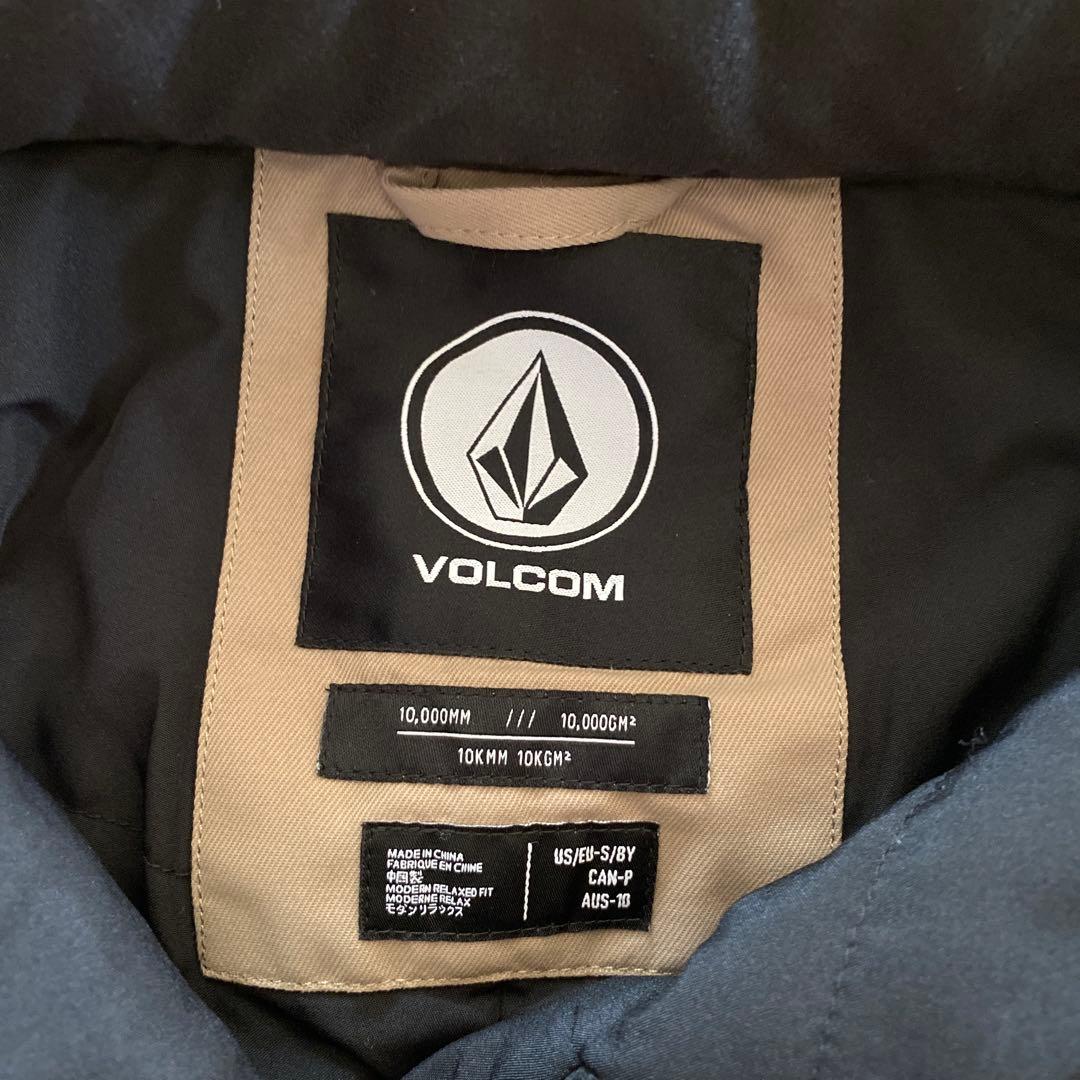 VOLCOM
10,000MM /// 10,000GM²
10KMM 10KGM²
MADE IN CHINA
FABRIQUE EN CHINE
中国製
MODERN RELAXED FIT
MODERNE RELAX
モダンリラックス
US/EU-S/8Y
CAN-P
AUS-10